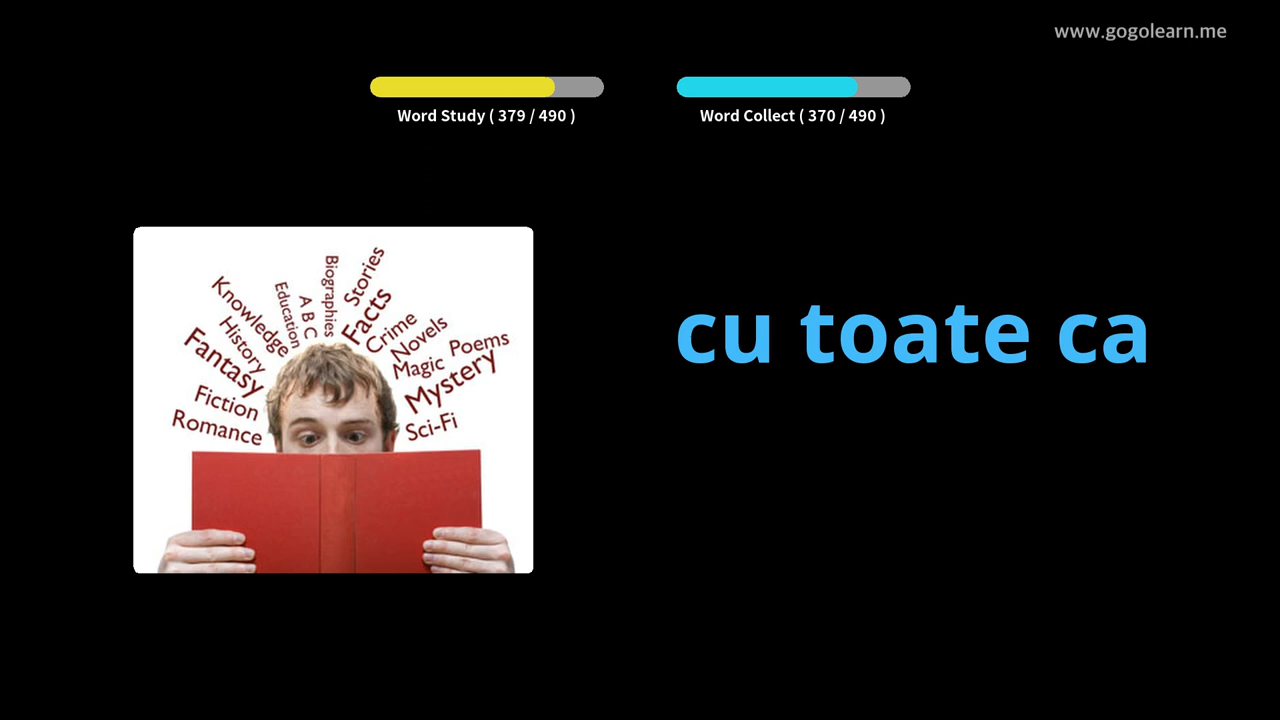 www.gogolearn.me
Word Study ( 379 / 490 )
Word Collect ( 370 / 490 )
Biographies
Stories
Education
A B C
Facts
Knowledge
History
Crime
Novels
Poems
Fantasy
Magic
Mystery
Fiction
Romance
Sci-Fi
cu toate ca